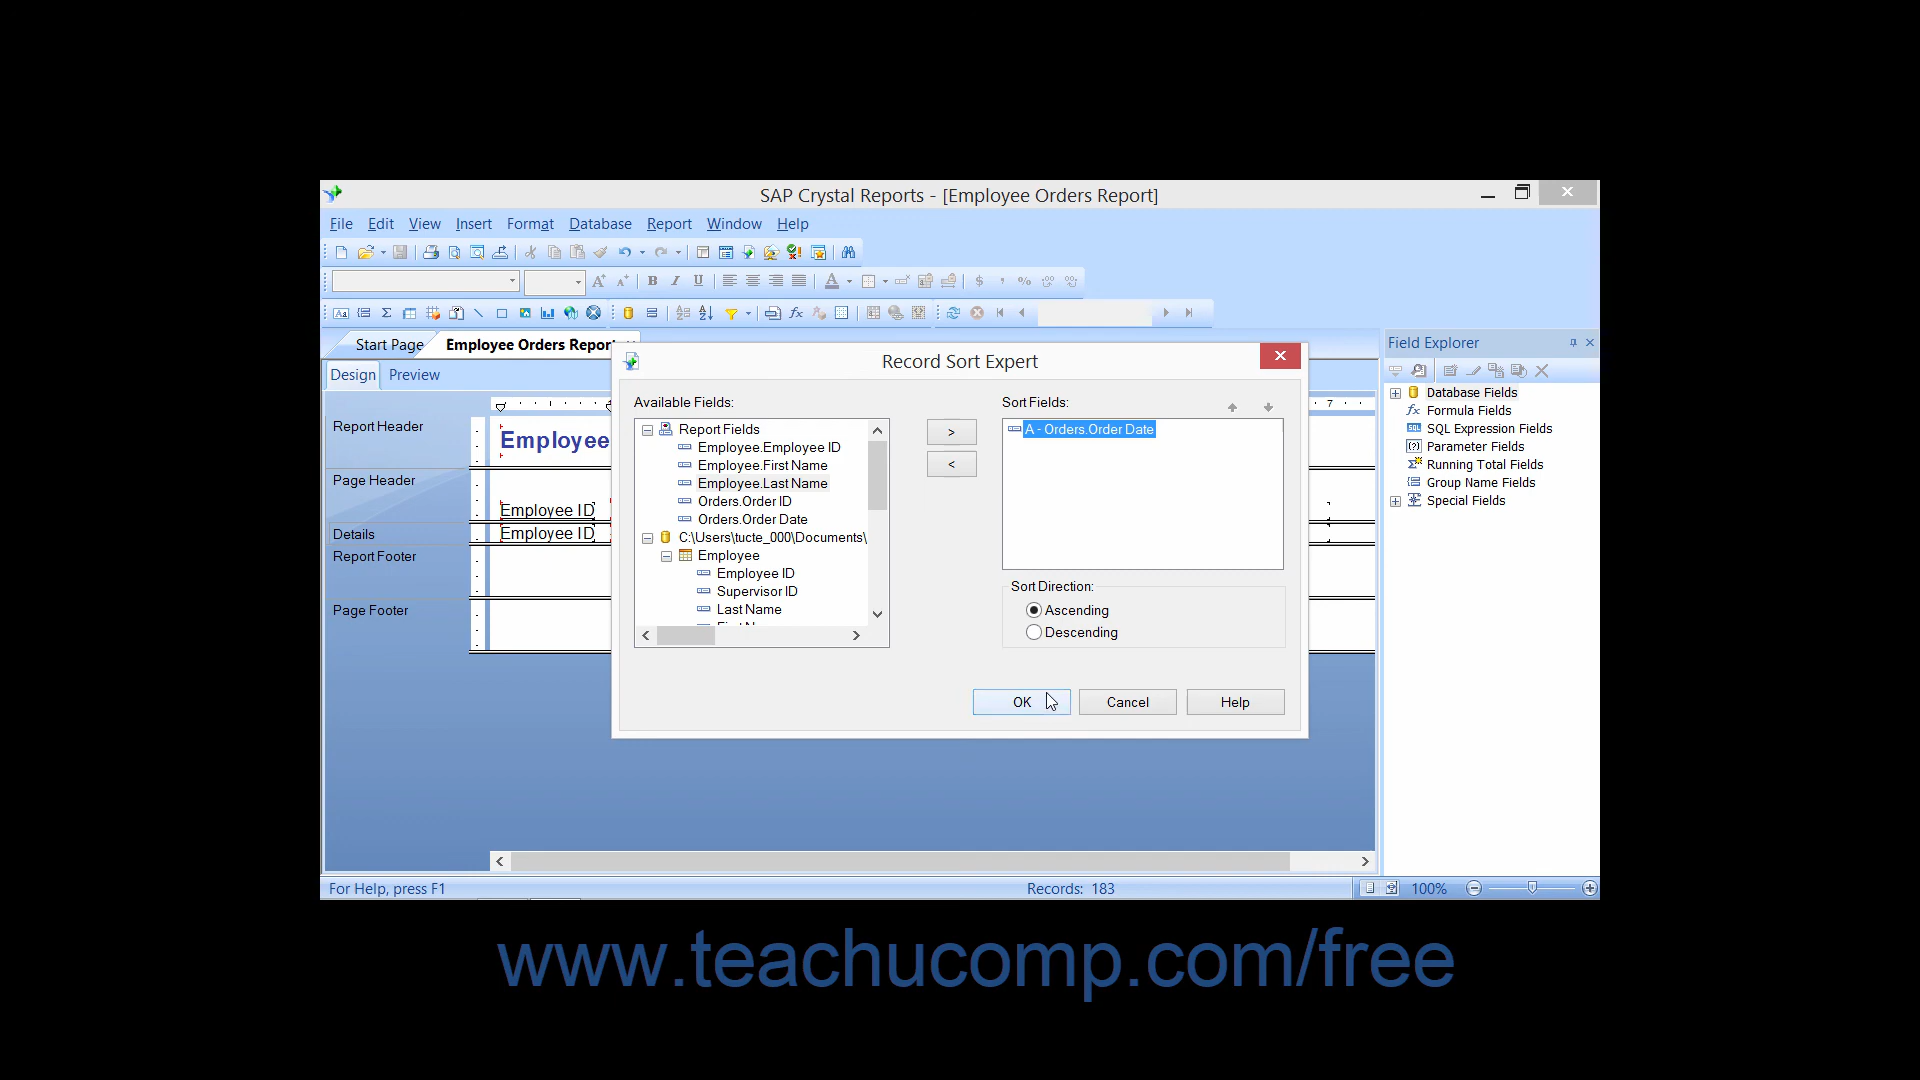 SAP Crystal Reports - [Employee Orders Report]
File Edit View Insert Format Database Report Window Help
Start Page
Employee Orders Repor
Design Preview
7
Report Header
Employee
Page Header
Employee ID
Details
Employee ID
Report Footer
Page Footer
Record Sort Expert
Available Fields:
Report Fields
Employee.Employee ID
Employee.First Name
Employee.Last Name
Orders.Order ID
Orders.Order Date
C:\Users\tucte_000\Documents\
Employee
Employee ID
Supervisor ID
Last Name
>
<
Sort Fields:
A - Orders.Order Date
Sort Direction:
Ascending
Descending
OK
Cancel
Help
Field Explorer
Database Fields
Formula Fields
SQL Expression Fields
Parameter Fields
Running Total Fields
Group Name Fields
Special Fields
For Help, press F1
Records: 183
100%
www.teachucomp.com/free